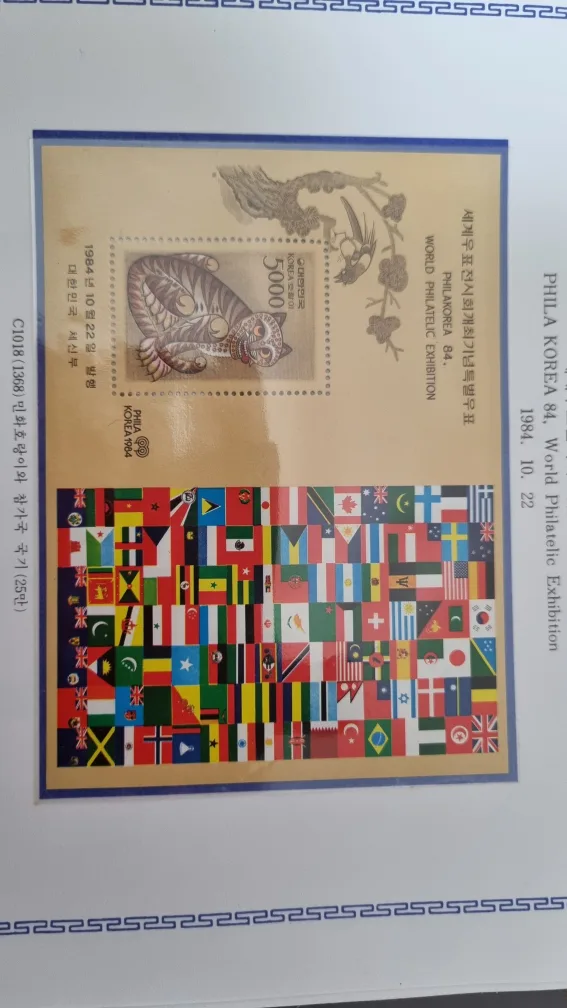 PHILA KOREA 84, World Philatelic Exhibition
1984. 10. 22
세계우표전시회개최기념특별우표
PHILAKOREA 84.
WORLD PHILATELIC EXHIBITION
대한민국
KOREA
5000
1984년 10월 22일 발행
대한민국 체신부
PHILA
KOREA 1984
C1018 (1368) 민화호랑이와 참가국 국기 (25만)